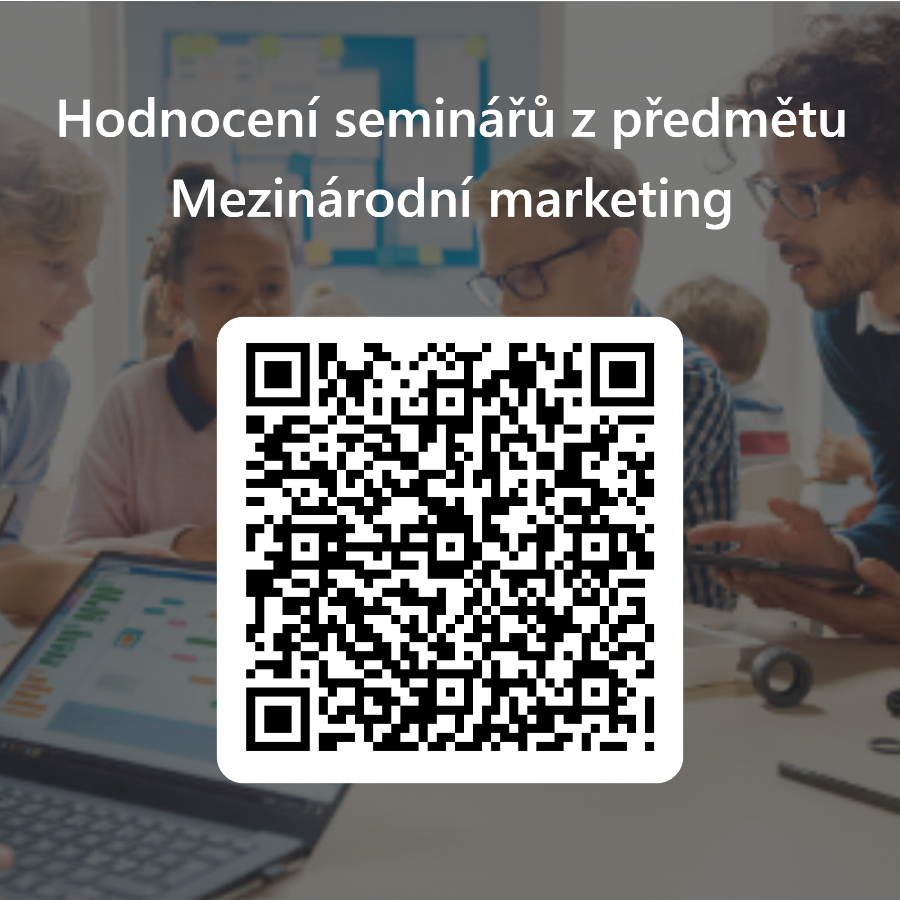 Hodnocení seminářů z předmětu
Mezinárodní marketing